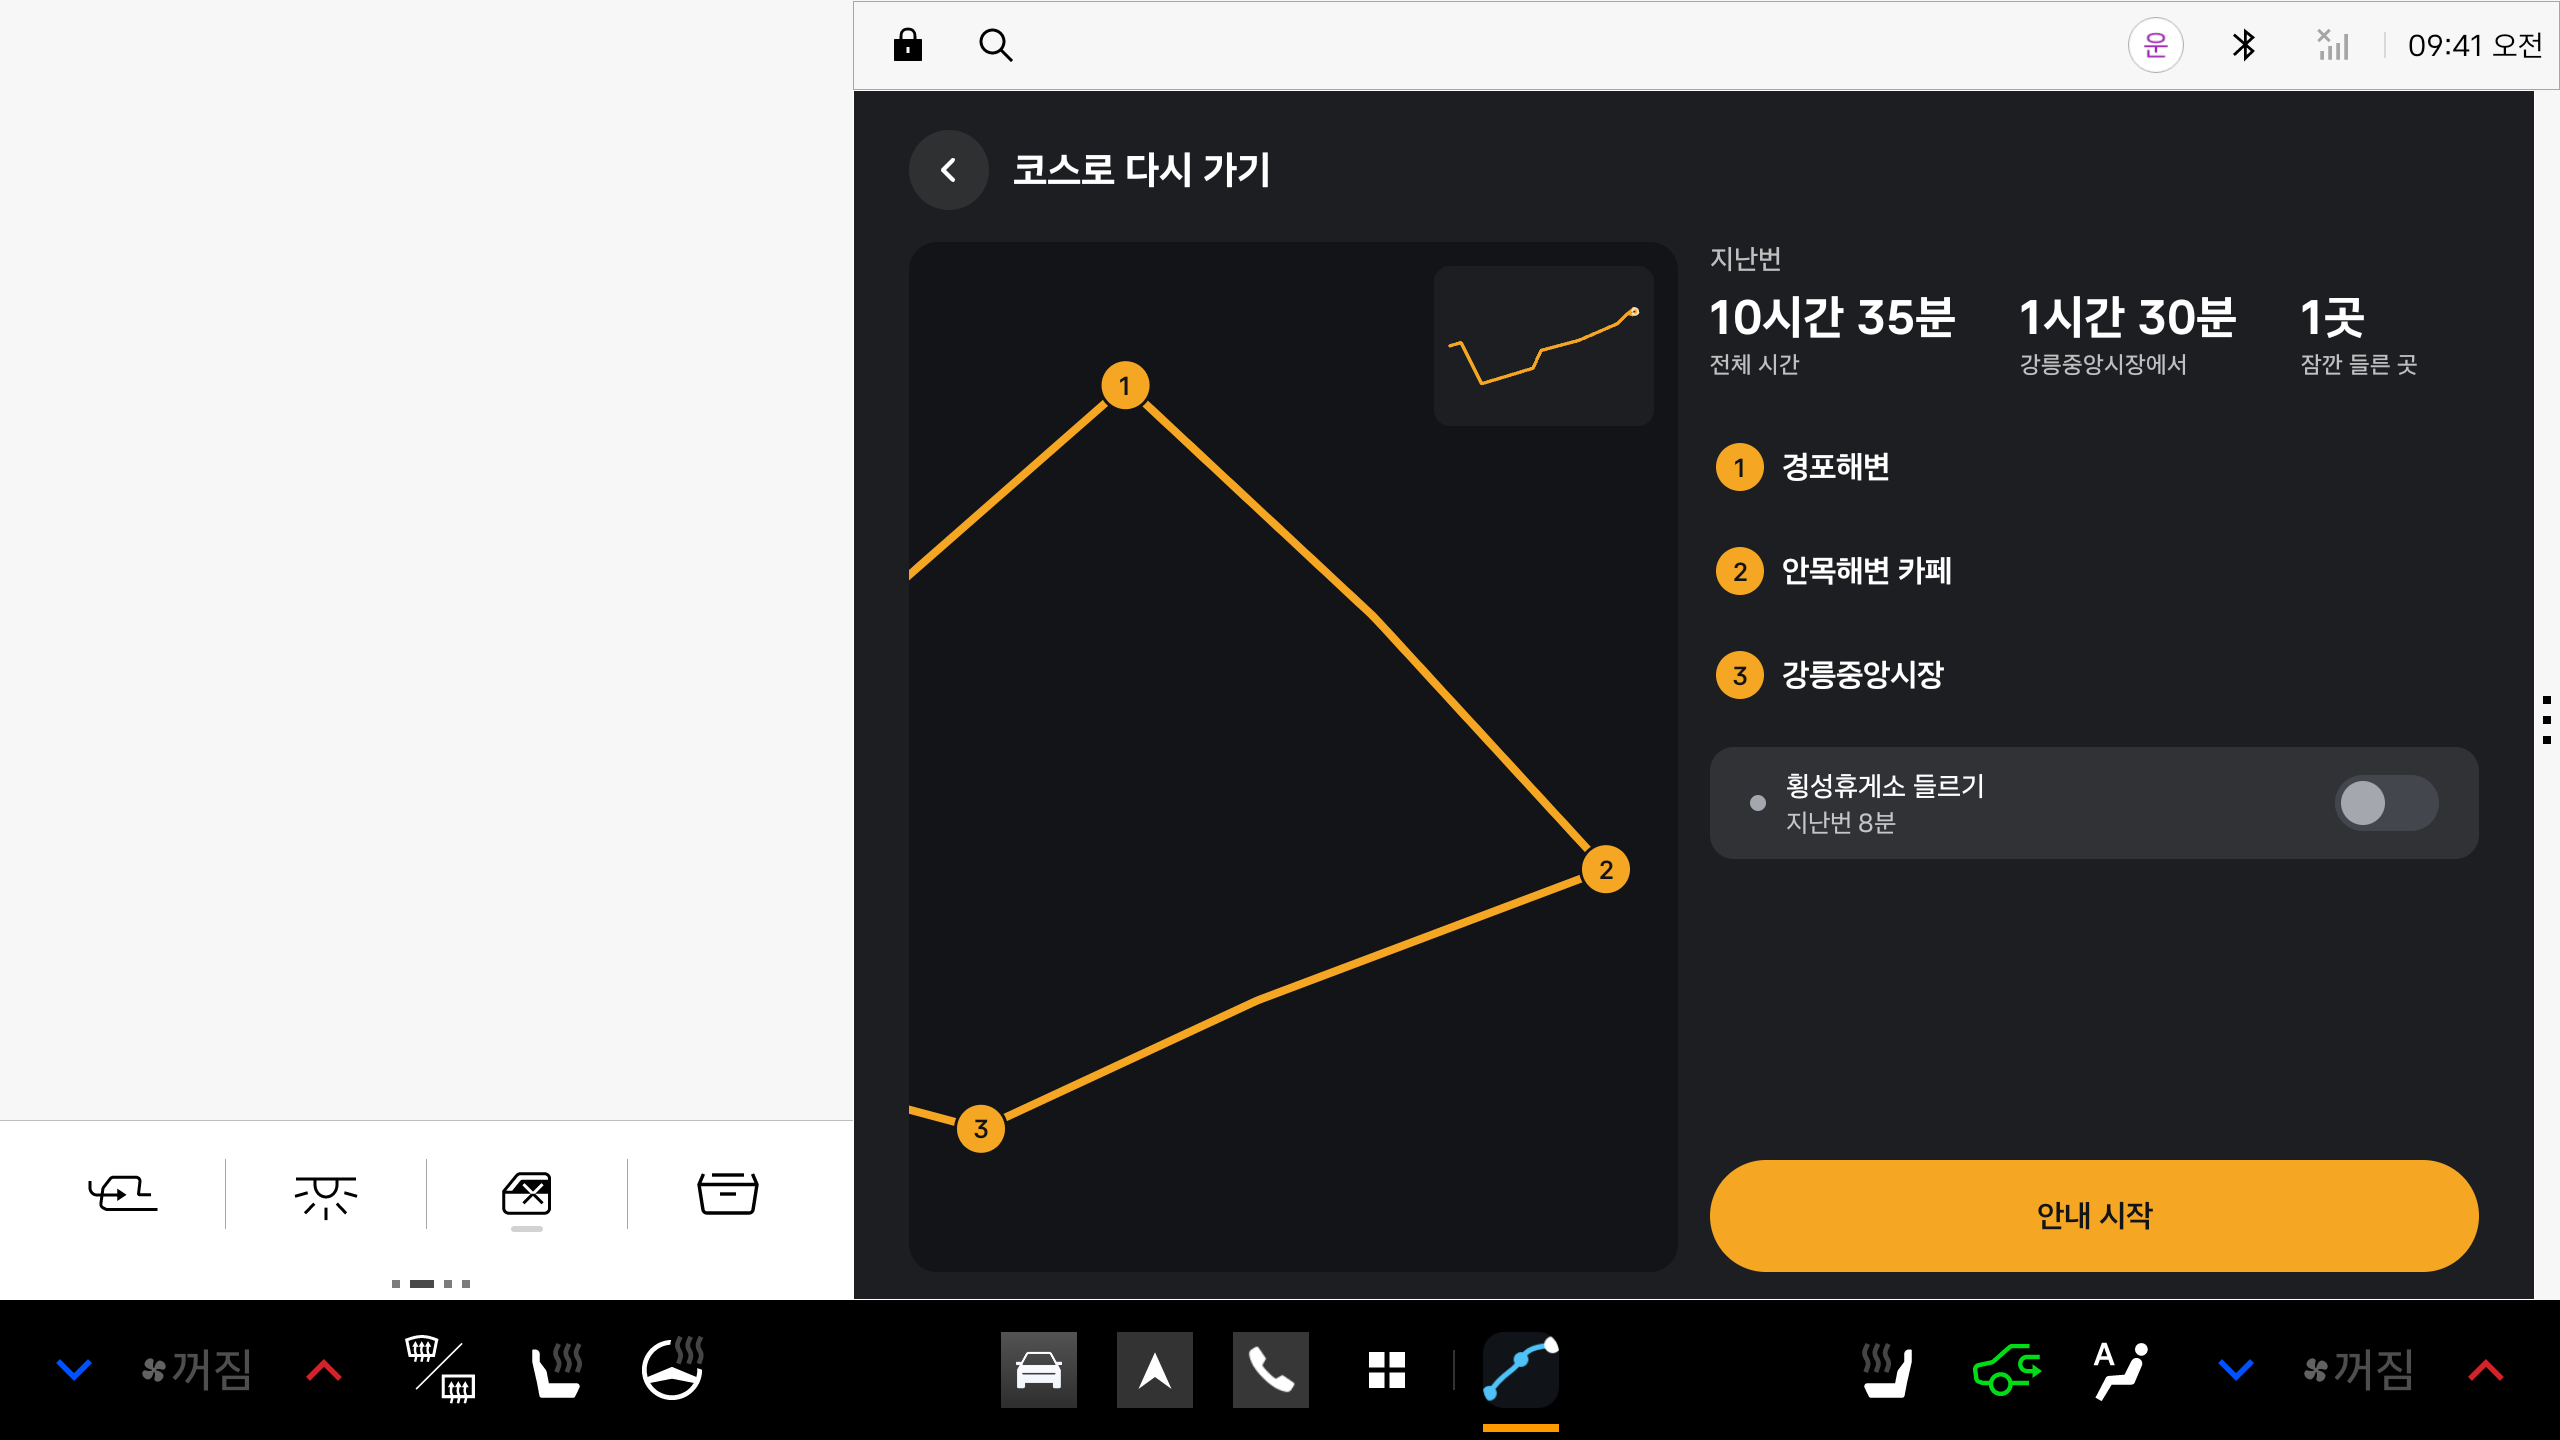 운
09:41 오전
코스로 다시 가기
지난번
10시간 35분
전체 시간
1시간 30분
강릉중앙시장에서
1곳
잠깐 들른 곳
1
2
3
1 경포해변
2 안목해변 카페
3 강릉중앙시장
횡성휴게소 들르기
지난번 8분
안내 시작
꺼짐
A
꺼짐